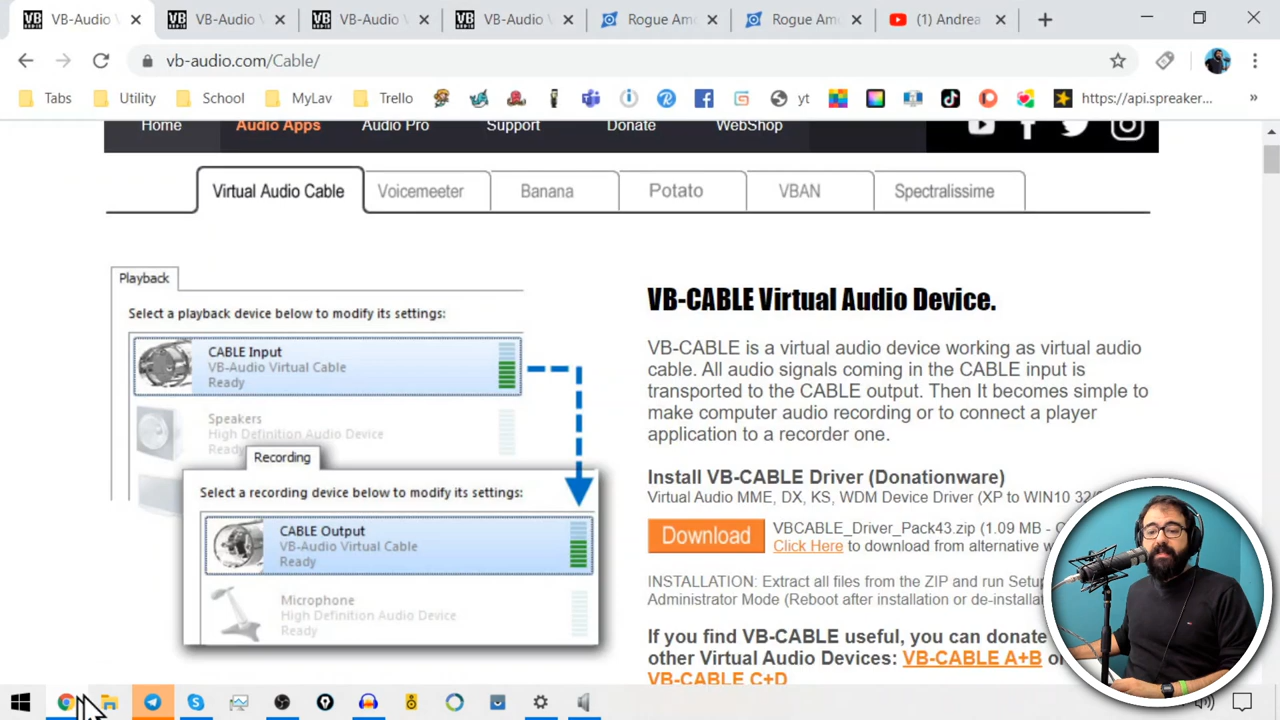 VB-Audio V
VB-Audio V
VB-Audio V
VB-Audio V
Rogue Am
Rogue Am
(1) Andrea
vb-audio.com/Cable/
Tabs
Utility
School
MyLav
Trello
yt
https://api.spreaker...
»
Home
Audio Apps
Audio Pro
Support
Donate
WebShop
Virtual Audio Cable
Voicemeeter
Banana
Potato
VBAN
Spectralissime
Playback
Select a playback device below to modify its settings:
CABLE Input
VB-Audio Virtual Cable
Ready
Speakers
High Definition Audio Device
Ready
Recording
Select a recording device below to modify its settings:
CABLE Output
VB-Audio Virtual Cable
Ready
Microphone
High Definition Audio Device
Ready
VB-CABLE Virtual Audio Device.
VB-CABLE is a virtual audio device working as virtual audio
cable. All audio signals coming in the CABLE input is
transported to the CABLE output. Then It becomes simple to
make computer audio recording or to connect a player
application to a recorder one.
Install VB-CABLE Driver (Donationware)
Virtual Audio MME, DX, KS, WDM Device Driver (XP to WIN10 32/
Download
VBCABLE_Driver_Pack43.zip (1.09 MB -
Click Here to download from alternative
INSTALLATION: Extract all files from the ZIP and run Setup
Administrator Mode (Reboot after installation or de-installa
If you find VB-CABLE useful, you can donate
other Virtual Audio Devices: VB-CABLE A+B or
VB-CABLE C+D